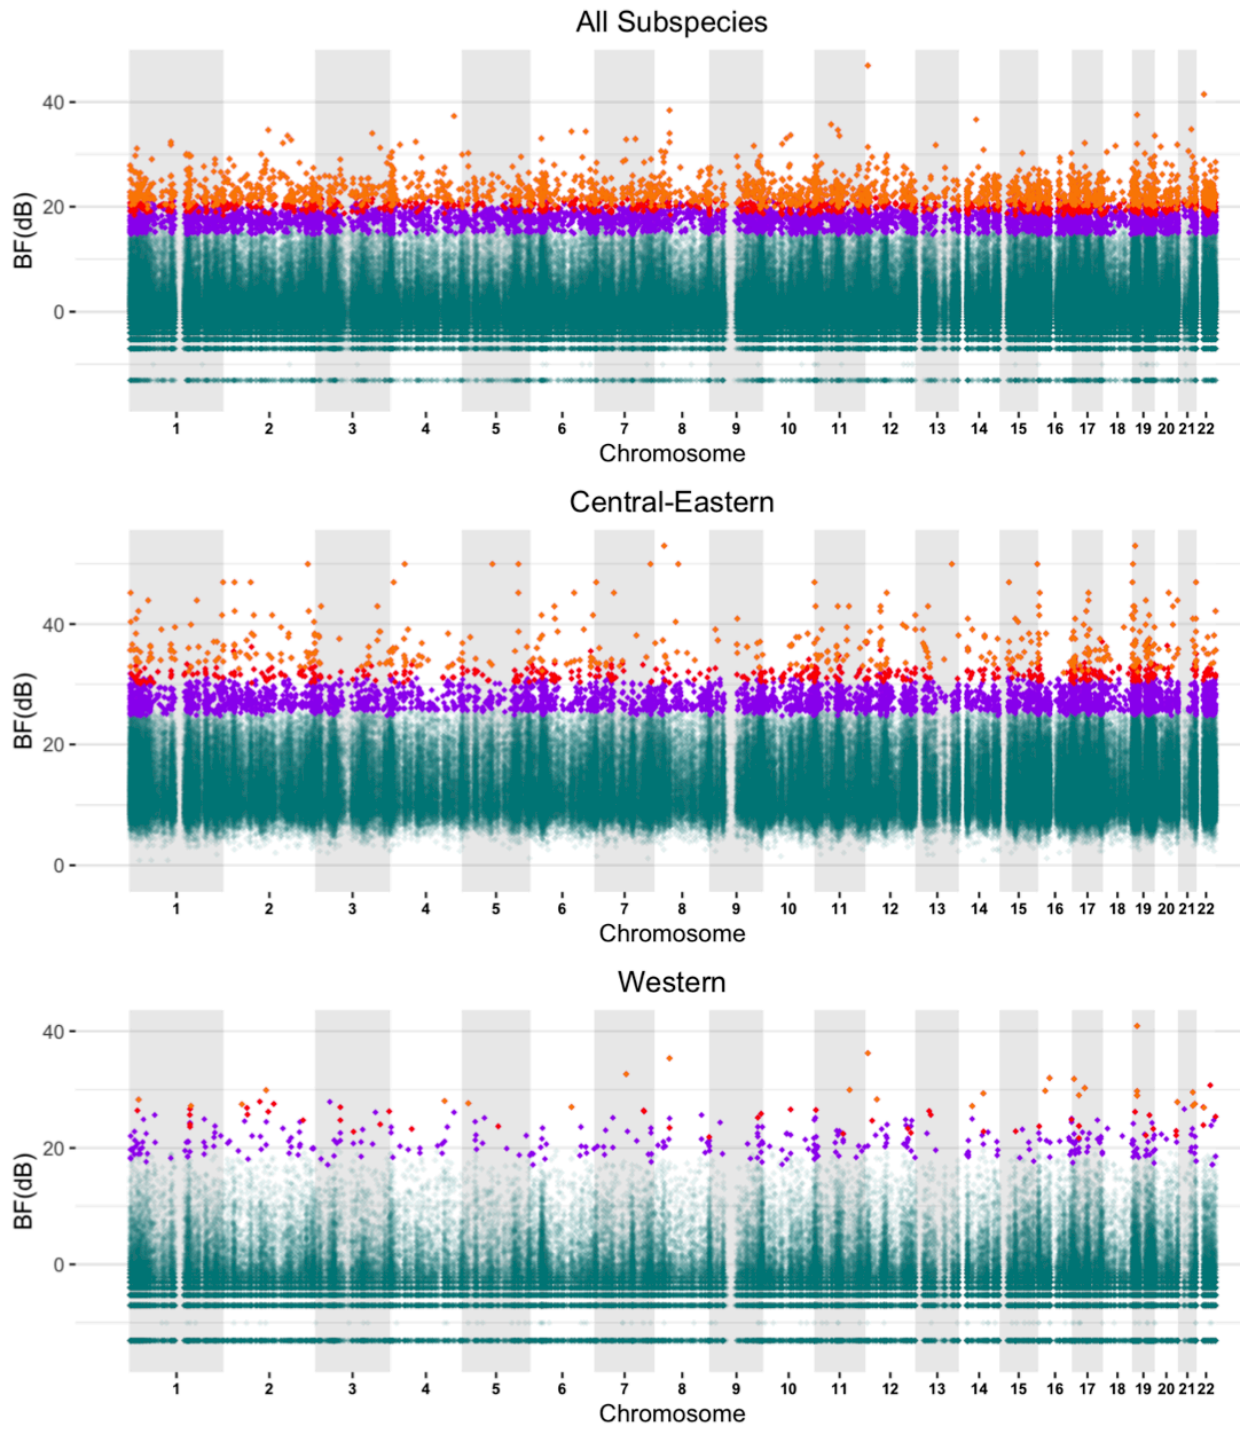 All Subspecies
BF(dB)
40
20
0
1 2 3 4 5 6 7 8 9 10 11 12 13 14 15 16 17 18 19 20 21 22
Chromosome
Central-Eastern
BF(dB)
40
20
0
1 2 3 4 5 6 7 8 9 10 11 12 13 14 15 16 17 18 19 20 21 22
Chromosome
Western
BF(dB)
40
20
0
1 2 3 4 5 6 7 8 9 10 11 12 13 14 15 16 17 18 19 20 21 22
Chromosome